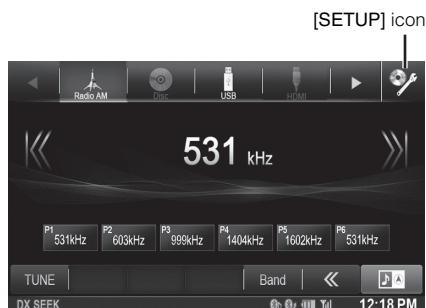 [SETUP] icon
Radio AM Disc USB HDMI
531 kHz
P1 531kHz P2 603kHz P3 999kHz P4 1404kHz P5 1602kHz P6 531kHz
TUNE Band
DX SEEK 12:18 PM